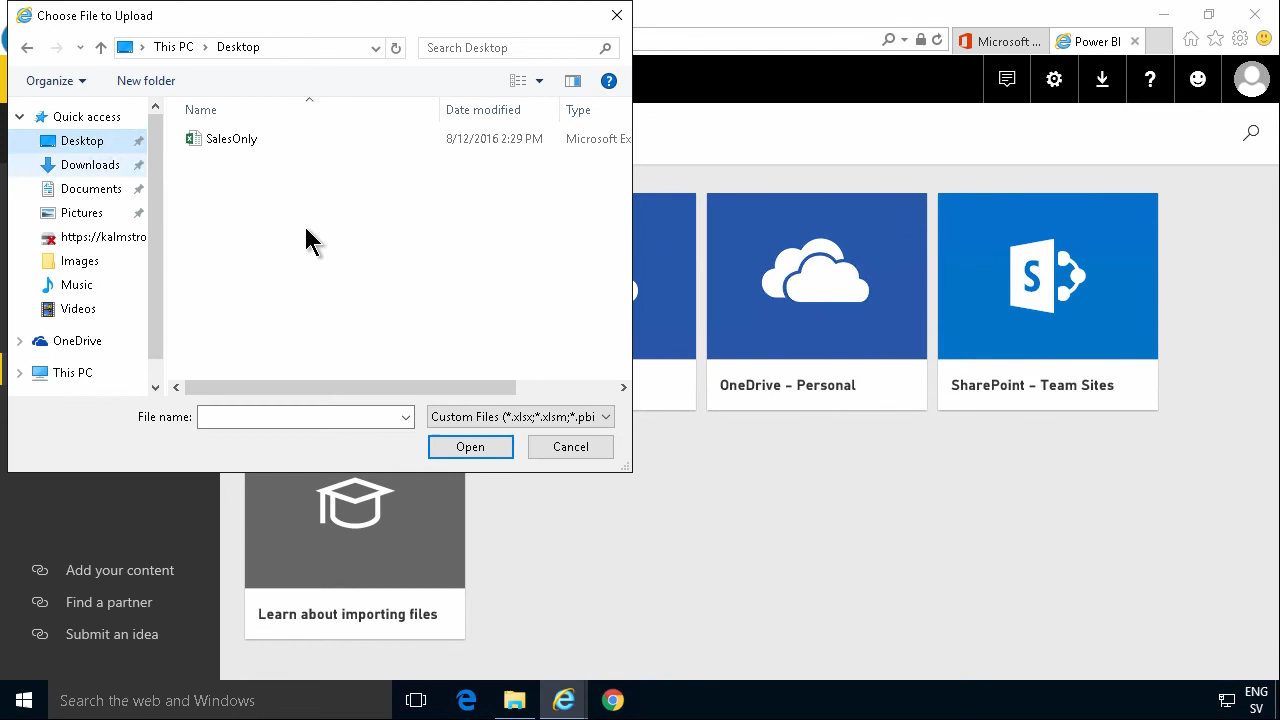 Choose File to Upload
This PC
Desktop
Search Desktop
Organize
New folder
Quick access
Desktop
Downloads
Documents
Pictures
https://kalmstro
Images
Music
Videos
OneDrive
This PC
Name
Date modified
Type
SalesOnly
8/12/2016 2:29 PM
Microsoft Ex
File name:
Custom Files (*.xlsx;*.xlsm;*.pbi
Open
Cancel
Microsoft ...
Power BI
OneDrive – Personal
SharePoint – Team Sites
Learn about importing files
Add your content
Find a partner
Submit an idea
Search the web and Windows
ENG
SV